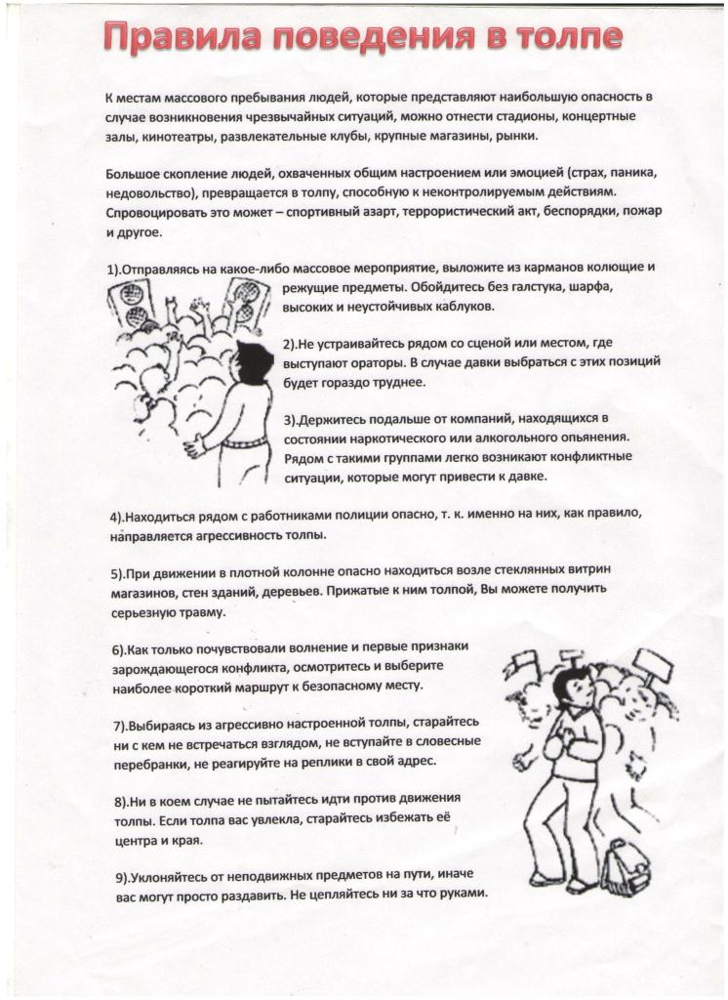 Правила поведения в толпе
К местам массового пребывания людей, которые представляют наибольшую опасность в
случае возникновения чрезвычайных ситуаций, можно отнести стадионы, концертные
залы, кинотеатры, развлекательные клубы, крупные магазины, рынки.
Большое скопление людей, охваченных общим настроением или эмоцией (страх, паника,
недовольство), превращается в толпу, способную к неконтролируемым действиям.
Спровоцировать это может – спортивный азарт, террористический акт, беспорядки, пожар
и другое.
1).Отправляясь на какое-либо массовое мероприятие, выложите из карманов колющие и
режущие предметы. Обойдитесь без галстука, шарфа,
высоких и неустойчивых каблуков.
2).Не устраивайтесь рядом со сценой или местом, где
выступают ораторы. В случае давки выбраться с этих позиций
будет гораздо труднее.
3).Держитесь подальше от компаний, находящихся в
состоянии наркотического или алкогольного опьянения.
Рядом с такими группами легко возникают конфликтные
ситуации, которые могут привести к давке.
4).Находиться рядом с работниками полиции опасно, т. к. именно на них, как правило,
направляется агрессивность толпы.
5).При движении в плотной колонне опасно находиться возле стеклянных витрин
магазинов, стен зданий, деревьев. Прижатые к ним толпой, Вы можете получить
серьезную травму.
6).Как только почувствовали волнение и первые признаки
зарождающегося конфликта, осмотритесь и выберите
наиболее короткий маршрут к безопасному месту.
7).Выбираясь из агрессивно настроенной толпы, старайтесь
ни с кем не встречаться взглядом, не вступайте в словесные
перебранки, не реагируйте на реплики в свой адрес.
8).Ни в коем случае не пытайтесь идти против движения
толпы. Если толпа вас увлекла, старайтесь избежать её
центра и края.
9).Уклоняйтесь от неподвижных предметов на пути, иначе
вас могут просто раздавить. Не цепляйтесь ни за что руками.